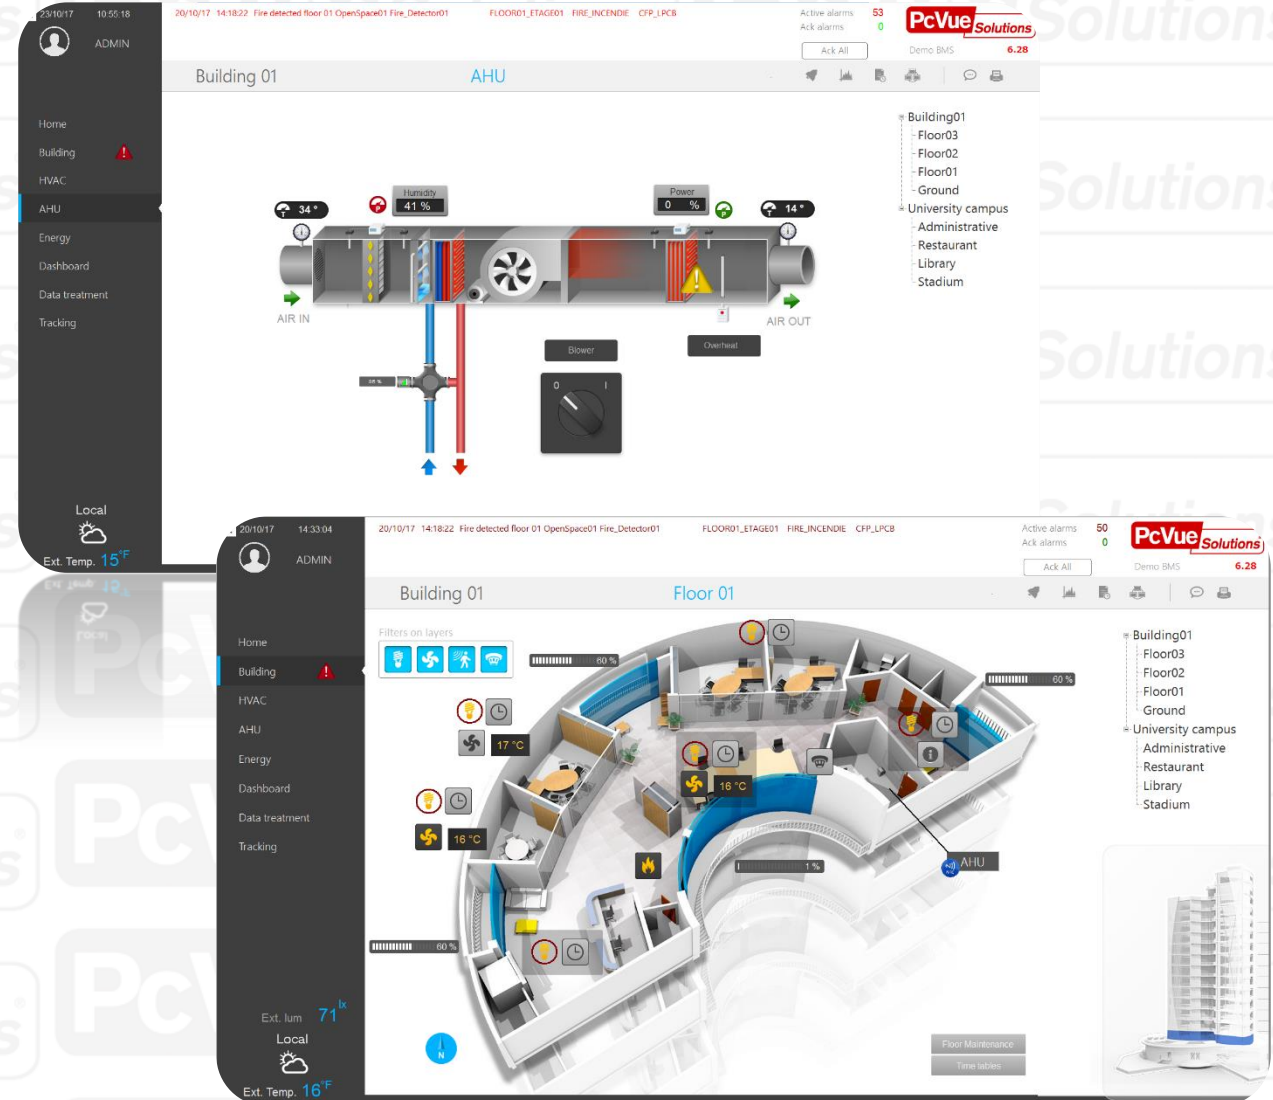 23/10/17 10:55:18
20/10/17 14:18:22 Fire detected floor 01 OpenSpace01 Fire_Detector01 FLOOR01_ETAGE01 FIRE_INCENDIE CFP_LPCB
Active alarms 53
Ack alarms 0
PcVue Solutions
ADMIN
Ack All
Demo BMS 6.28
Building 01
AHU
Home
Building
HVAC
AHU
Energy
Dashboard
Data treatment
Tracking
Building01
Floor03
Floor02
Floor01
Ground
University campus
Administrative
Restaurant
Library
Stadium
34°
Humidity
41 %
Power
0 %
14°
AIR IN
AIR OUT
Blower
Overheat
0 I
Local
Ext. Temp. 15°F
20/10/17 14:33:04
20/10/17 14:18:22 Fire detected floor 01 OpenSpace01 Fire_Detector01 FLOOR01_ETAGE01 FIRE_INCENDIE CFP_LPCB
Active alarms 50
Ack alarms 0
PcVue Solutions
ADMIN
Ack All
Demo BMS 6.28
Building 01
Floor 01
Filters on layers
Home
Building
HVAC
AHU
Energy
Dashboard
Data treatment
Tracking
60 %
60 %
17 °C
16 °C
16 °C
1 %
AHU
60 %
N
Building01
Floor03
Floor02
Floor01
Ground
University campus
Administrative
Restaurant
Library
Stadium
Floor Maintenance
Time tables
Ext. lum 71 lx
Local
Ext. Temp. 16°F